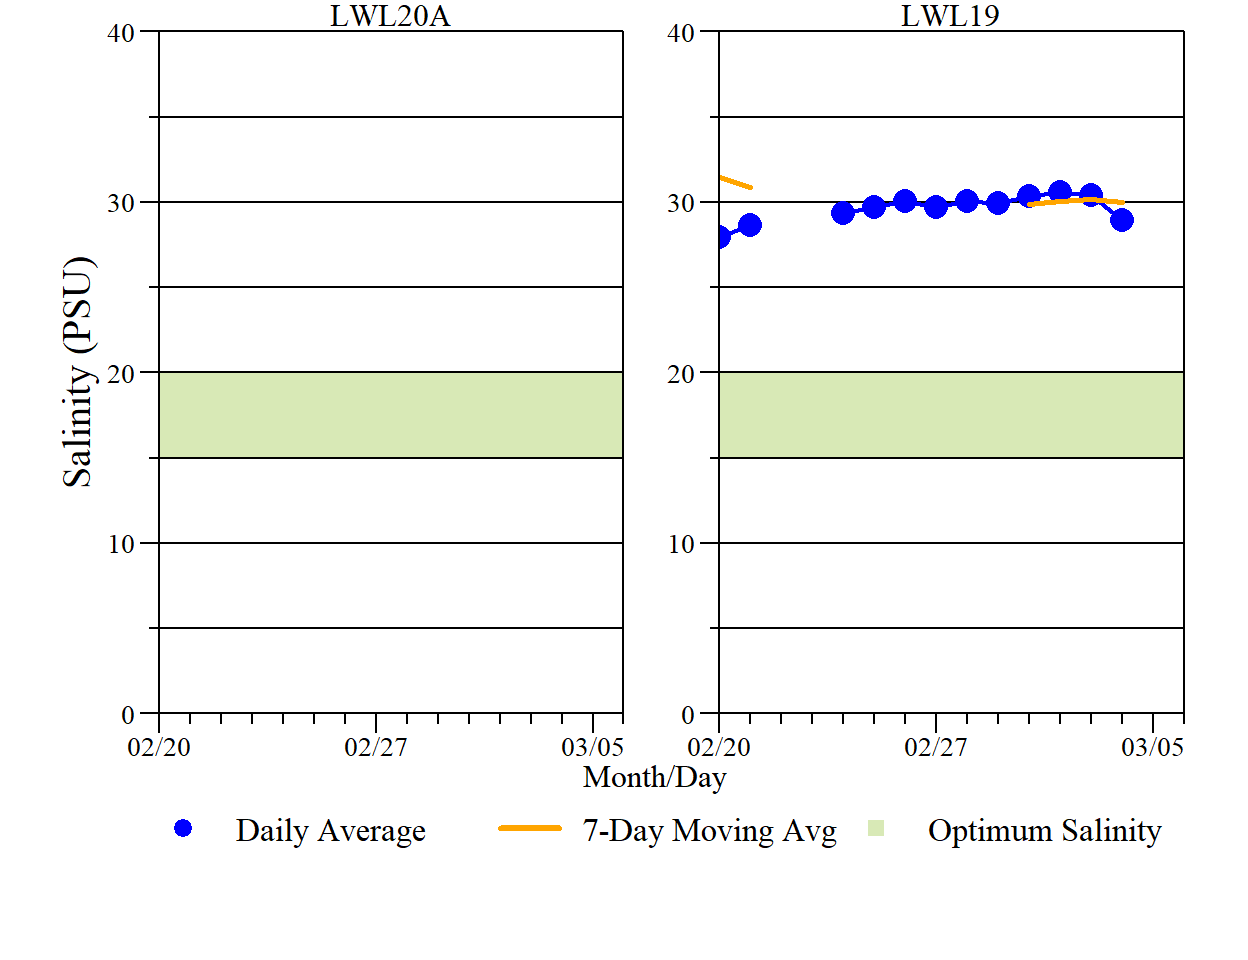 LWL20A
LWL19
40
30
20
10
0
40
30
20
10
0
Salinity (PSU)
02/20
02/27
03/05
02/20
02/27
03/05
Month/Day
Daily Average
7-Day Moving Avg
Optimum Salinity